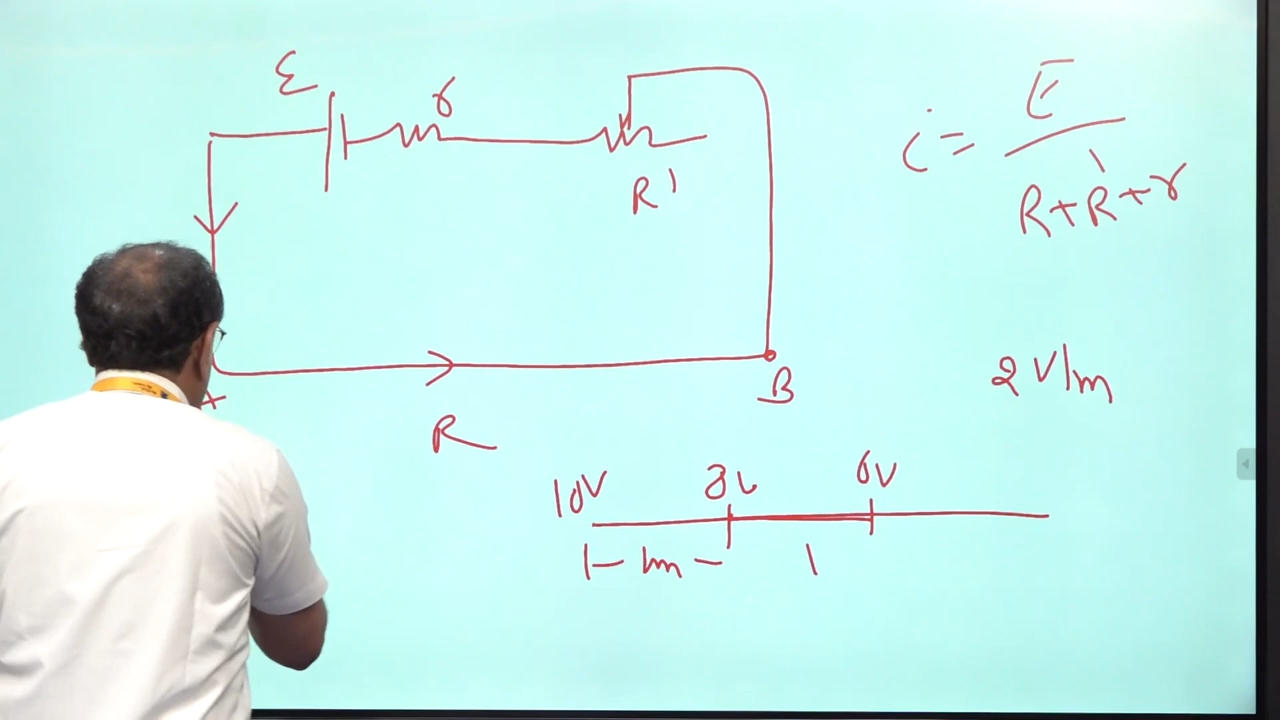 ε
r
R'
i = E / (R + R' + r)
2 V/m
B
R
10V 8V 6V
1m 1